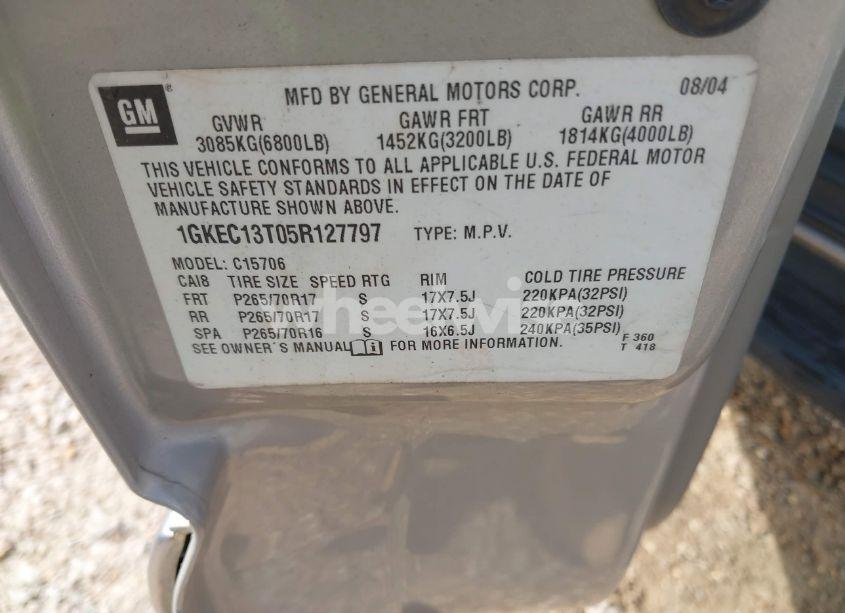 GM
MFD BY GENERAL MOTORS CORP. 08/04
GVWR GAWR FRT GAWR RR
3085KG(6800LB) 1452KG(3200LB) 1814KG(4000LB)
THIS VEHICLE CONFORMS TO ALL APPLICABLE U.S. FEDERAL MOTOR
VEHICLE SAFETY STANDARDS IN EFFECT ON THE DATE OF
MANUFACTURE SHOWN ABOVE.
1GKEC13T05R127797 TYPE: M.P.V.
MODEL: C15706
CAI8 TIRE SIZE SPEED RTG RIM COLD TIRE PRESSURE
FRT P265/70R17 S 17X7.5J 220KPA(32PSI)
RR P265/70R17 S 17X7.5J 220KPA(32PSI)
SPA P265/70R16 S 16X6.5J 240KPA(35PSI)
SEE OWNER'S MANUAL FOR MORE INFORMATION.
F 360
T 418